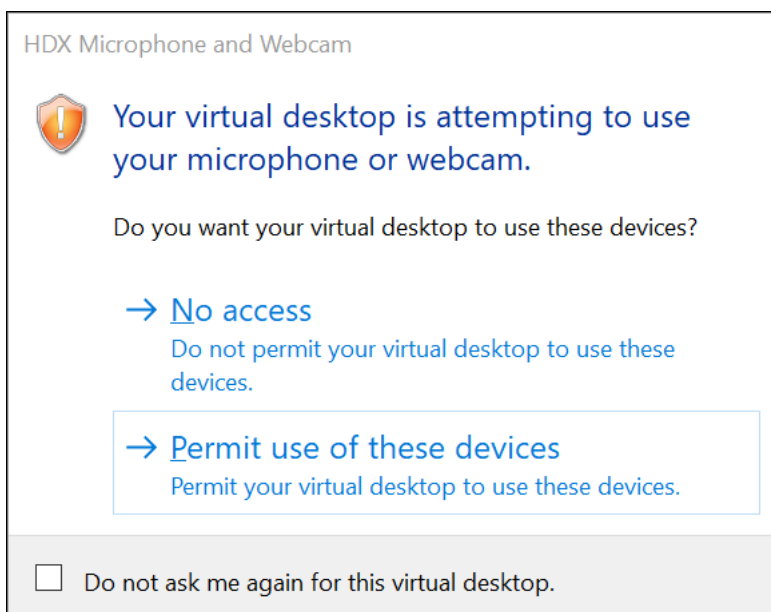 HDX Microphone and Webcam
Your virtual desktop is attempting to use
your microphone or webcam.
Do you want your virtual desktop to use these devices?
→ No access
Do not permit your virtual desktop to use these
devices.
→ Permit use of these devices
Permit your virtual desktop to use these devices.
Do not ask me again for this virtual desktop.